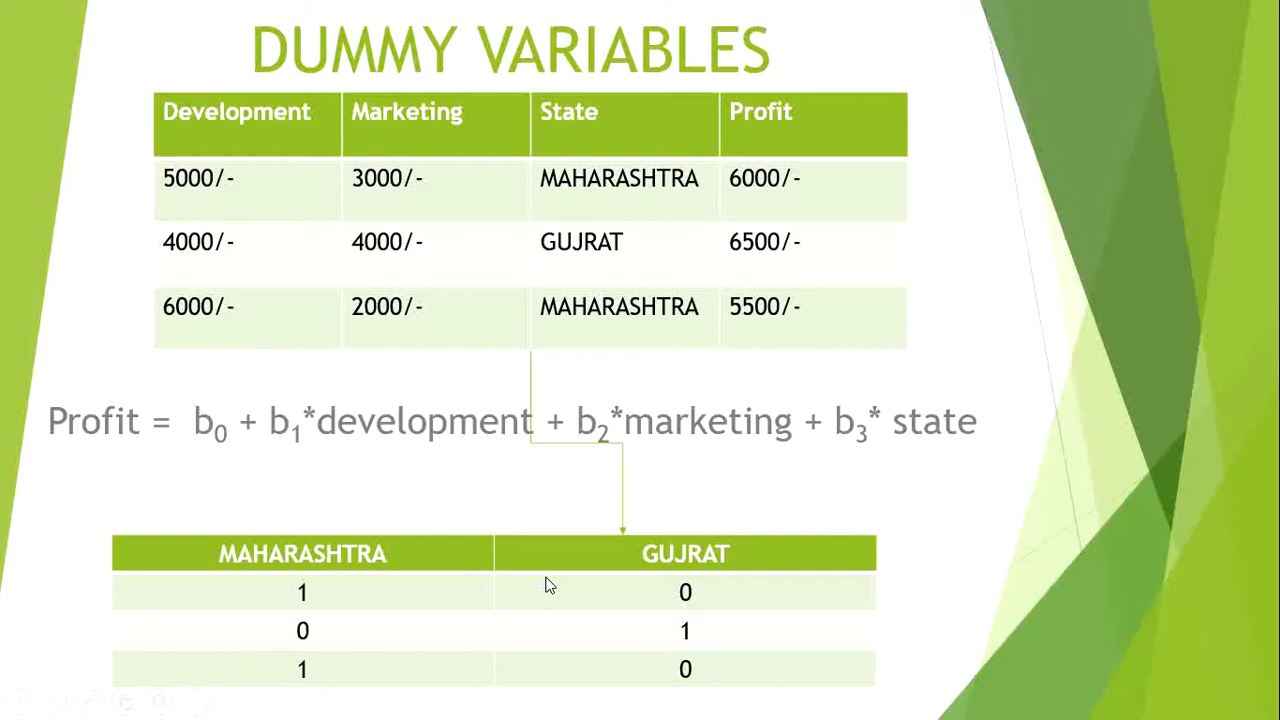 DUMMY VARIABLES
Development Marketing State Profit
5000/- 3000/- MAHARASHTRA 6000/-
4000/- 4000/- GUJRAT 6500/-
6000/- 2000/- MAHARASHTRA 5500/-
Profit = b₀ + b₁*development + b₂*marketing + b₃* state
MAHARASHTRA GUJRAT
1 0
0 1
1 0